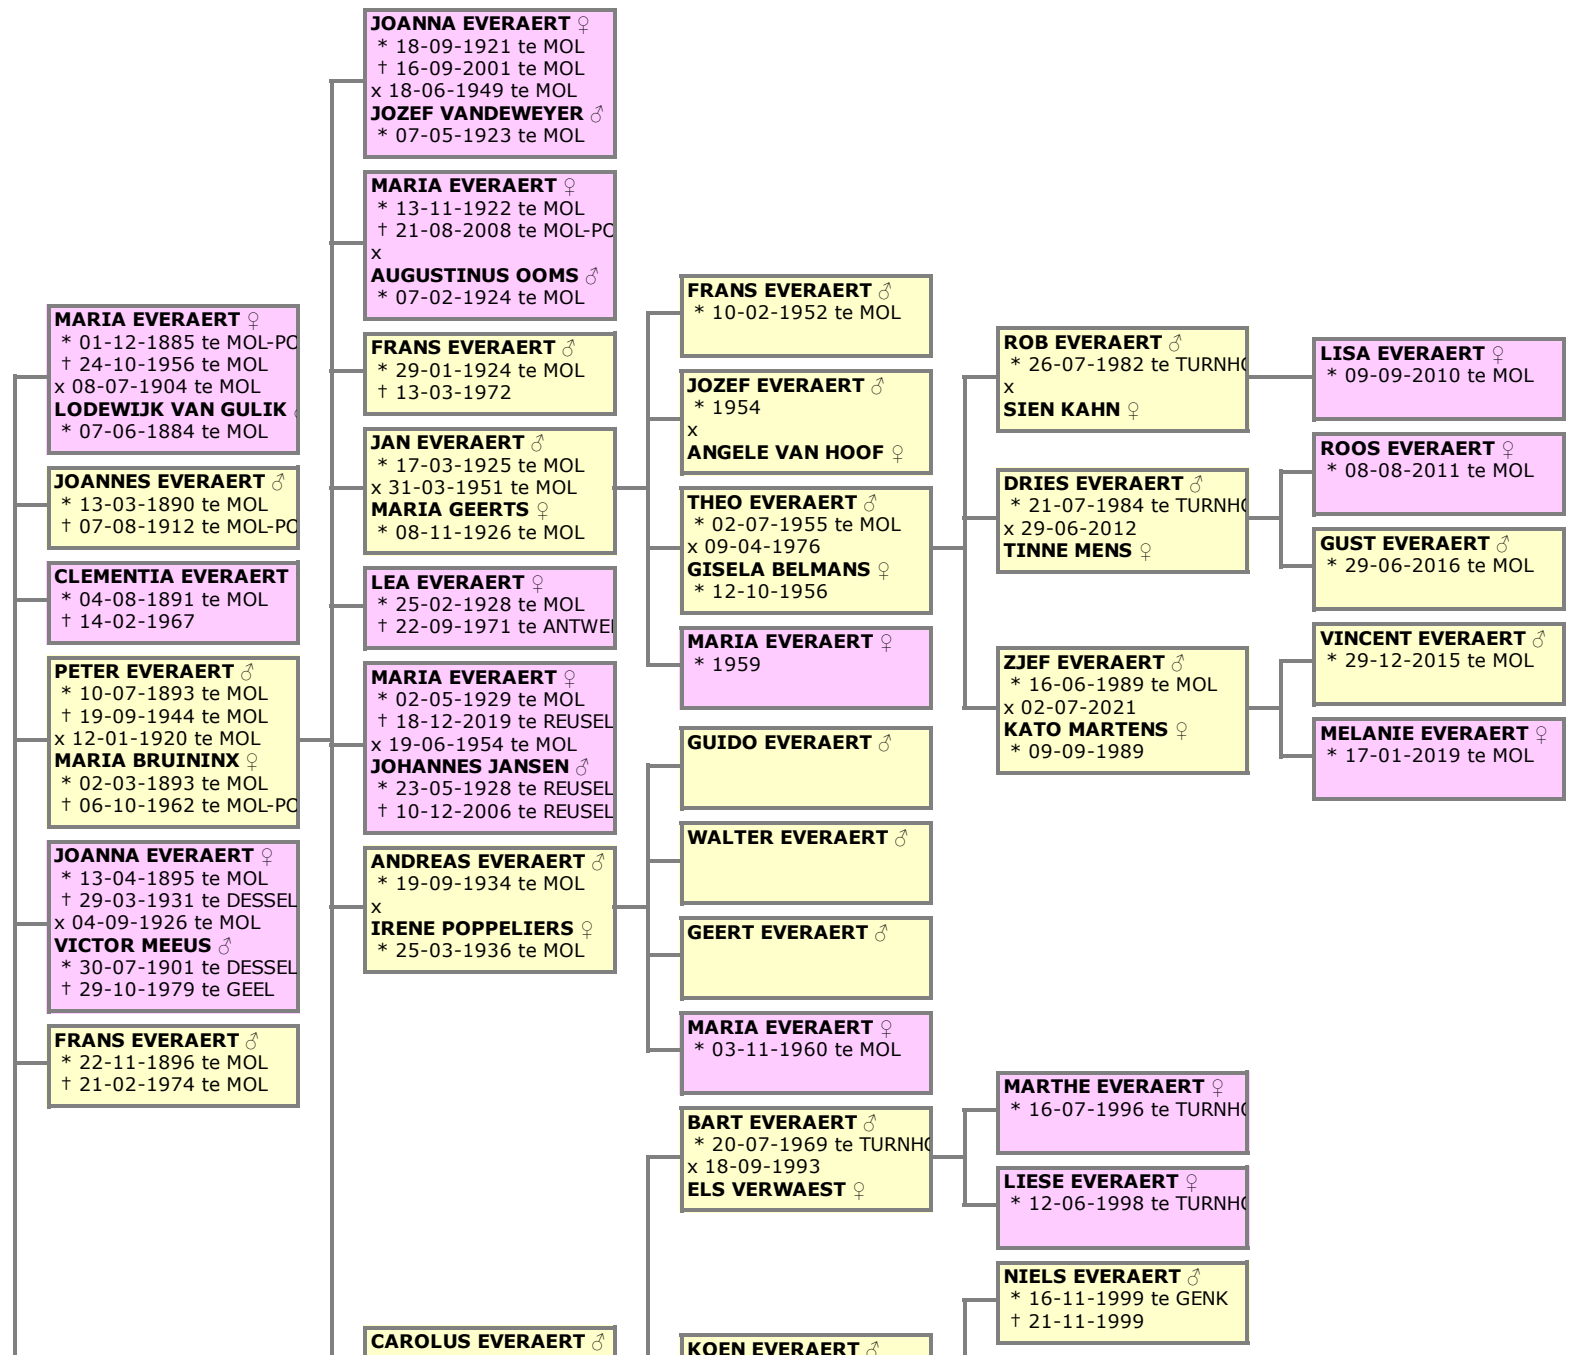 JOANNA EVERAERT ♀
* 18-09-1921 te MOL
† 16-09-2001 te MOL
x 18-06-1949 te MOL
JOZEF VANDEWEYER ♂
* 07-05-1923 te MOL
MARIA EVERAERT ♀
* 13-11-1922 te MOL
† 21-08-2008 te MOL-PO
x
AUGUSTINUS OOMS ♂
* 07-02-1924 te MOL
FRANS EVERAERT ♂
* 29-01-1924 te MOL
† 13-03-1972
JAN EVERAERT ♂
* 17-03-1925 te MOL
x 31-03-1951 te MOL
MARIA GEERTS ♀
* 08-11-1926 te MOL
LEA EVERAERT ♀
* 25-02-1928 te MOL
† 22-09-1971 te ANTWE
MARIA EVERAERT ♀
* 02-05-1929 te MOL
† 18-12-2019 te REUSEL
x 19-06-1954 te MOL
JOHANNES JANSEN ♂
* 23-05-1928 te REUSEL
† 10-12-2006 te REUSEL
ANDREAS EVERAERT ♂
* 19-09-1934 te MOL
x
IRENE POPPELIERS ♀
* 25-03-1936 te MOL
CAROLUS EVERAERT ♂
MARIA EVERAERT ♀
* 01-12-1885 te MOL-PO
† 24-10-1956 te MOL
x 08-07-1904 te MOL
LODEWIJK VAN GULIK ♂
* 07-06-1884 te MOL
JOANNES EVERAERT ♂
* 13-03-1890 te MOL
† 07-08-1912 te MOL-PO
CLEMENTIA EVERAERT
* 04-08-1891 te MOL
† 14-02-1967
PETER EVERAERT ♂
* 10-07-1893 te MOL
† 19-09-1944 te MOL
x 12-01-1920 te MOL
MARIA BRUININX ♀
* 02-03-1893 te MOL
† 06-10-1962 te MOL-PO
JOANNA EVERAERT ♀
* 13-04-1895 te MOL
† 29-03-1931 te DESSEL
x 04-09-1926 te MOL
VICTOR MEEUS ♂
* 30-07-1901 te DESSEL
† 29-10-1979 te GEEL
FRANS EVERAERT ♂
* 22-11-1896 te MOL
† 21-02-1974 te MOL
FRANS EVERAERT ♂
* 10-02-1952 te MOL
JOZEF EVERAERT ♂
* 1954
x
ANGELE VAN HOOF ♀
THEO EVERAERT ♂
* 02-07-1955 te MOL
x 09-04-1976
GISELA BELMANS ♀
* 12-10-1956
MARIA EVERAERT ♀
* 1959
GUIDO EVERAERT ♂
WALTER EVERAERT ♂
GEERT EVERAERT ♂
MARIA EVERAERT ♀
* 03-11-1960 te MOL
BART EVERAERT ♂
* 20-07-1969 te TURNHO
x 18-09-1993
ELS VERWAEST ♀
KOEN EVERAERT ♂
ROB EVERAERT ♂
* 26-07-1982 te TURNHO
x
SIEN KAHN ♀
DRIES EVERAERT ♂
* 21-07-1984 te TURNHO
x 29-06-2012
TINNE MENS ♀
ZJEF EVERAERT ♂
* 16-06-1989 te MOL
x 02-07-2021
KATO MARTENS ♀
* 09-09-1989
MARTHE EVERAERT ♀
* 16-07-1996 te TURNHO
LIESE EVERAERT ♀
* 12-06-1998 te TURNHO
NIELS EVERAERT ♂
* 16-11-1999 te GENK
† 21-11-1999
LISA EVERAERT ♀
* 09-09-2010 te MOL
ROOS EVERAERT ♀
* 08-08-2011 te MOL
GUST EVERAERT ♂
* 29-06-2016 te MOL
VINCENT EVERAERT ♂
* 29-12-2015 te MOL
MELANIE EVERAERT ♀
* 17-01-2019 te MOL